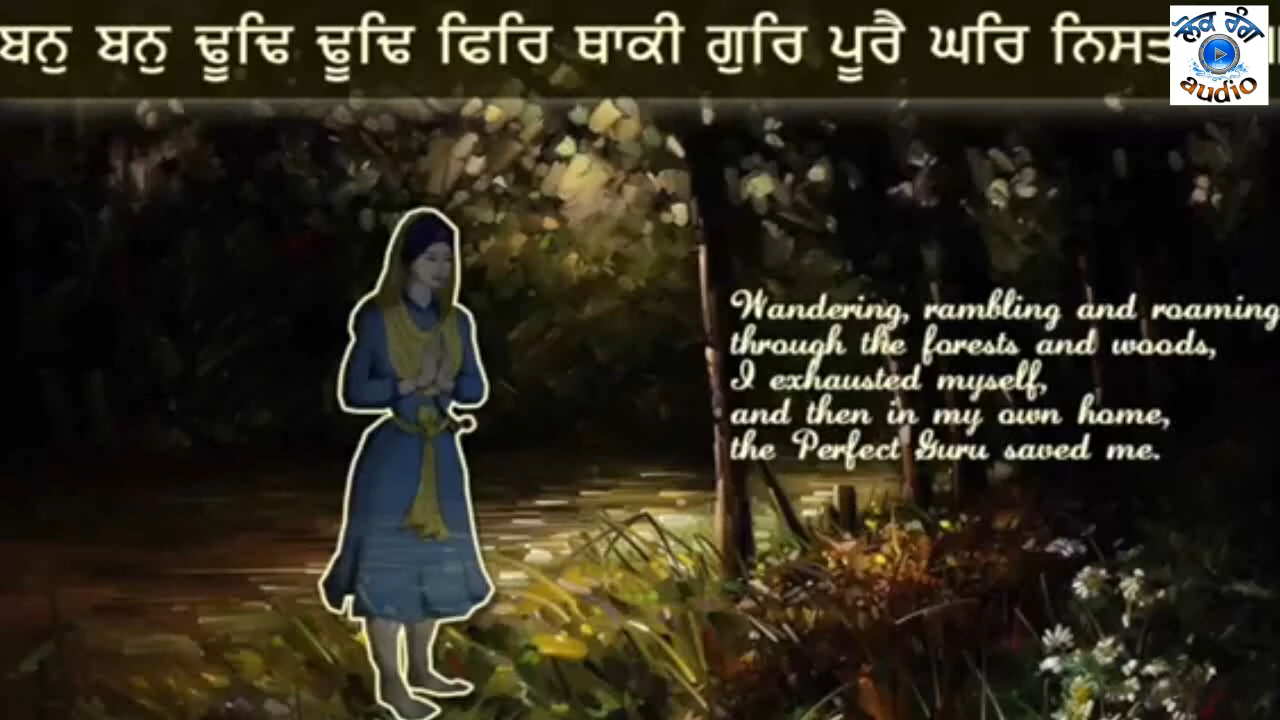 ਬਨੁ ਬਨੁ ਢੂਢਿ ਢੂਢਿ ਫਿਰਿ ਥਾਕੀ ਗੁਰਿ ਪੂਰੈ ਘਰਿ
ਲੋਕ ਰੰਗ
audio
Wandering, rambling and roaming
through the forests and woods,
I exhausted myself,
and then in my own home,
the Perfect Guru saved me.